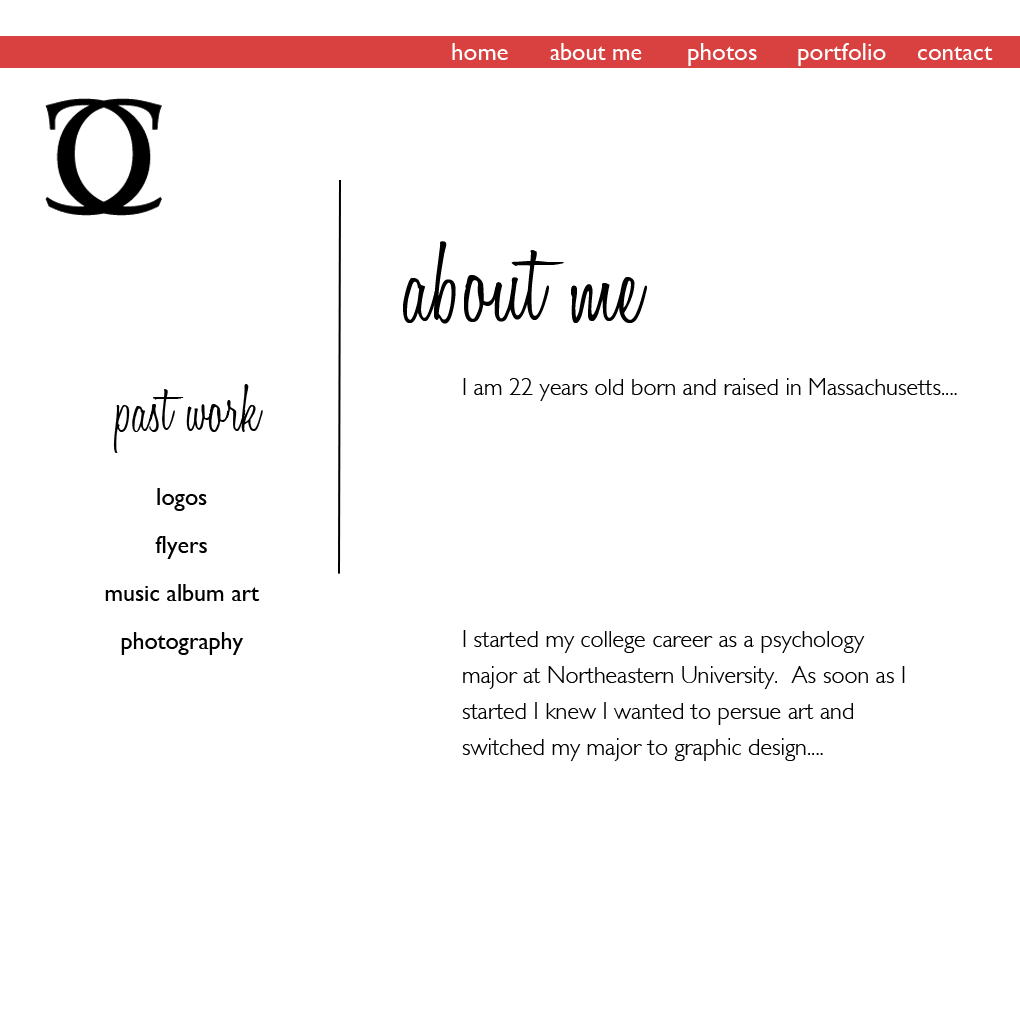 home about me photos portfolio contact
about me
I am 22 years old born and raised in Massachusetts....
past work
logos
flyers
music album art
photography
I started my college career as a psychology
major at Northeastern University.  As soon as I
started I knew I wanted to persue art and
switched my major to graphic design....